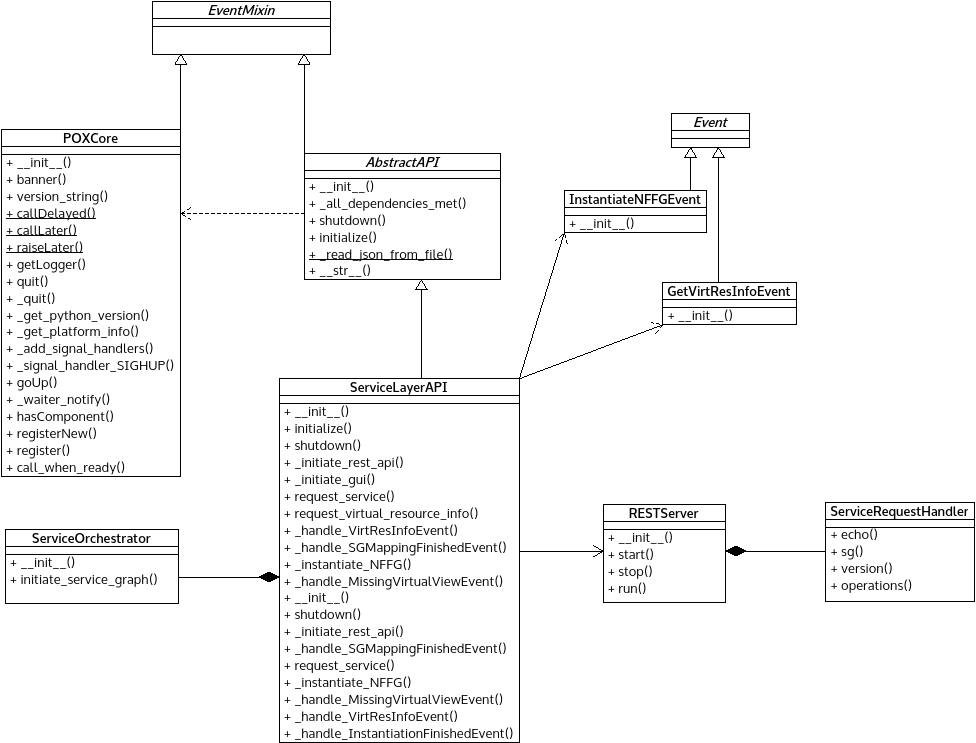 EventMixin
POXCore
+ __init__()
+ banner()
+ version_string()
+ callDelayed()
+ callLater()
+ raiseLater()
+ getLogger()
+ quit()
+ _quit()
+ _get_python_version()
+ _get_platform_info()
+ _add_signal_handlers()
+ _signal_handler_SIGHUP()
+ goUp()
+ _waiter_notify()
+ hasComponent()
+ registerNew()
+ register()
+ call_when_ready()
AbstractAPI
+ __init__()
+ _all_dependencies_met()
+ shutdown()
+ initialize()
+ _read_json_from_file()
+ __str__()
Event
InstantiateNFFGEvent
+ __init__()
GetVirtResInfoEvent
+ __init__()
ServiceLayerAPI
+ __init__()
+ initialize()
+ shutdown()
+ _initiate_rest_api()
+ _initiate_gui()
+ request_service()
+ request_virtual_resource_info()
+ _handle_VirtResInfoEvent()
+ _handle_SGMappingFinishedEvent()
+ _instantiate_NFFG()
+ _handle_MissingVirtualViewEvent()
+ __init__()
+ shutdown()
+ _initiate_rest_api()
+ _handle_SGMappingFinishedEvent()
+ request_service()
+ _instantiate_NFFG()
+ _handle_MissingVirtualViewEvent()
+ _handle_VirtResInfoEvent()
+ _handle_InstantiationFinishedEvent()
ServiceOrchestrator
+ __init__()
+ initiate_service_graph()
RESTServer
+ __init__()
+ start()
+ stop()
+ run()
ServiceRequestHandler
+ echo()
+ sg()
+ version()
+ operations()